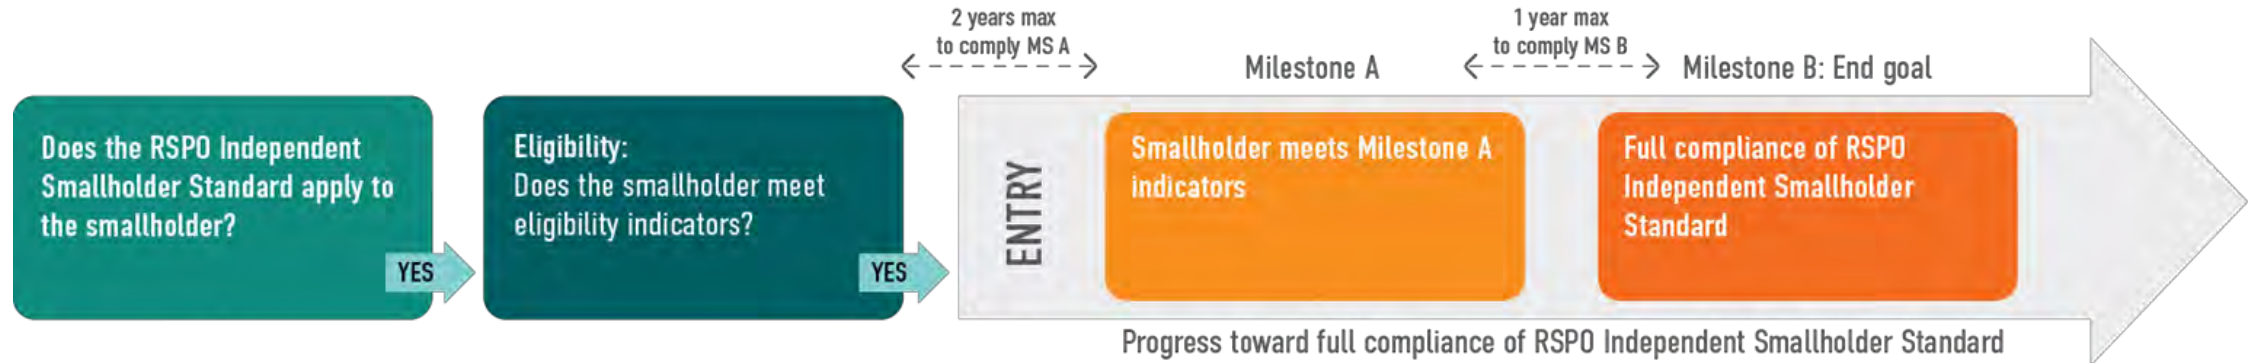 Does the RSPO Independent
Smallholder Standard apply to
the smallholder?
YES
Eligibility:
Does the smallholder meet
eligibility indicators?
YES
2 years max
to comply MS A
ENTRY
Milestone A
Smallholder meets Milestone A
indicators
1 year max
to comply MS B
Milestone B: End goal
Full compliance of RSPO
Independent Smallholder
Standard
Progress toward full compliance of RSPO Independent Smallholder Standard